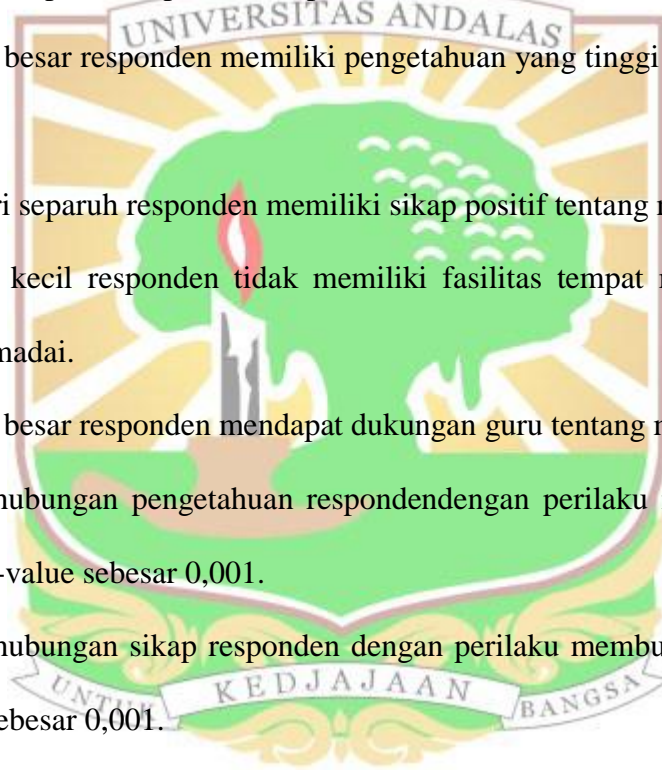 UNIVERSITAS ANDALAS
besar responden memiliki pengetahuan yang tinggi
ri separuh responden memiliki sikap positif tentang
kecil responden tidak memiliki fasilitas tempat
madai.
besar responden mendapat dukungan guru tentang
hubungan pengetahuan respondendengan perilaku
-value sebesar 0,001.
hubungan sikap responden dengan perilaku membu
UNTUK KEDJAJAAN BANGSA
ebesar 0,001.